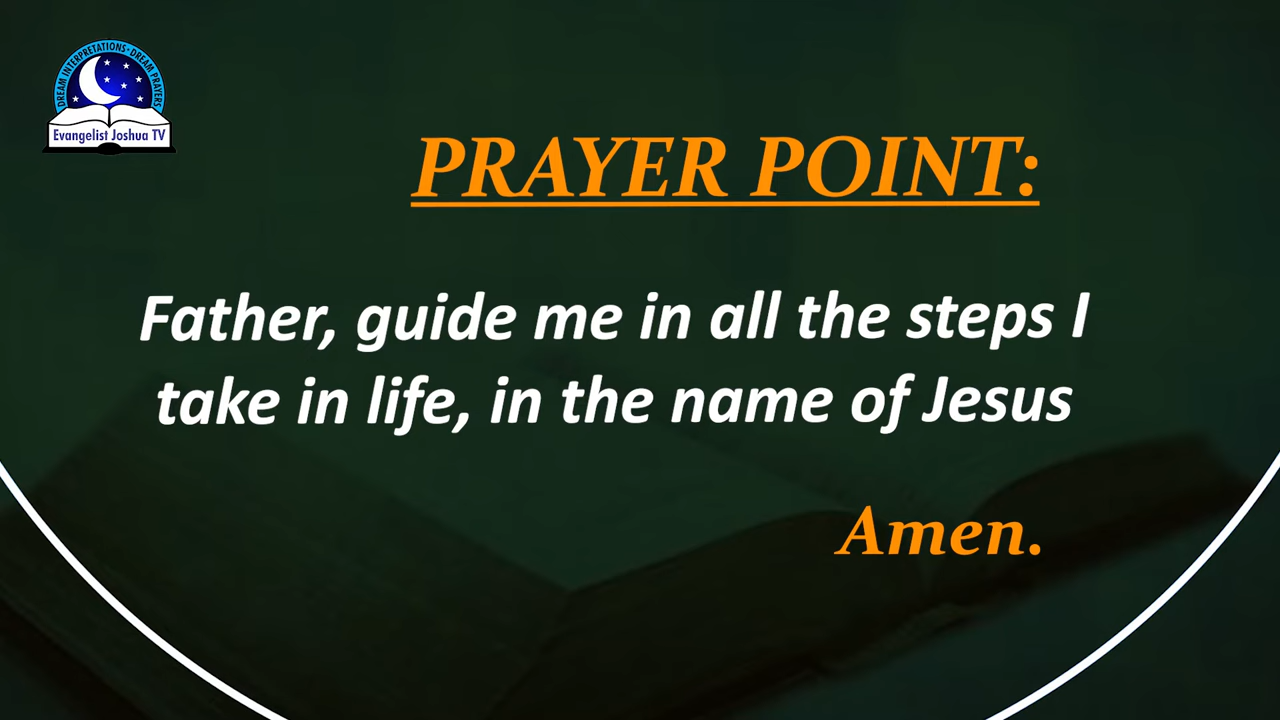 DREAM INTERPRETATIONS - DREAM PRAYERS
Evangelist Joshua TV
PRAYER POINT:
Father, guide me in all the steps I
take in life, in the name of Jesus
Amen.